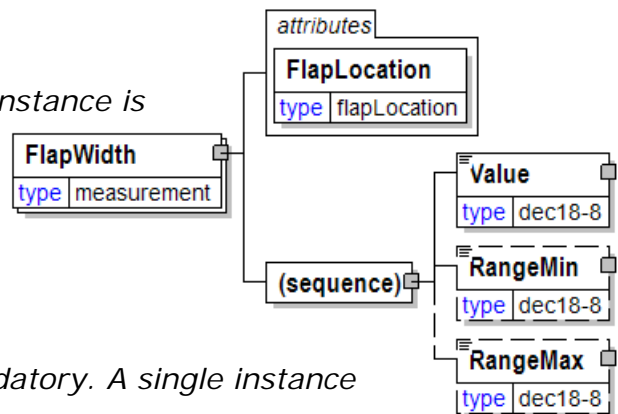 attributes
FlapLocation
type flapLocation
nstance is
FlapWidth
type measurement
Value
type dec18-8
(sequence)
RangeMin
type dec18-8
RangeMax
type dec18-8
datory. A single instance